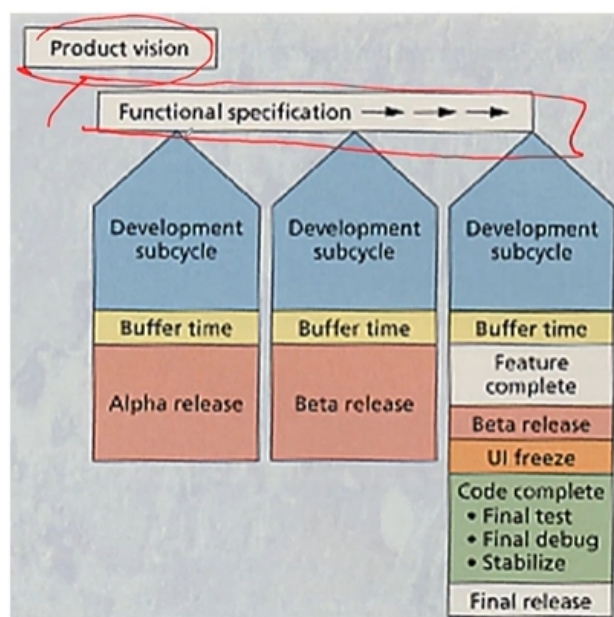 Product vision
Functional specification
Development
subcycle
Buffer time
Alpha release
Development
subcycle
Buffer time
Beta release
Development
subcycle
Buffer time
Feature
complete
Beta release
UI freeze
Code complete
• Final test
• Final debug
• Stabilize
Final release